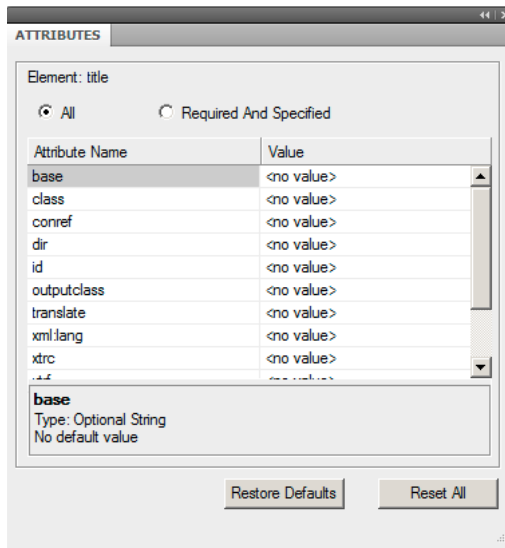 ATTRIBUTES
Element: title
All Required And Specified
Attribute Name Value
base <no value>
class <no value>
conref <no value>
dir <no value>
id <no value>
outputclass <no value>
translate <no value>
xml:lang <no value>
xtrc <no value>
base
Type: Optional String
No default value
Restore Defaults Reset All